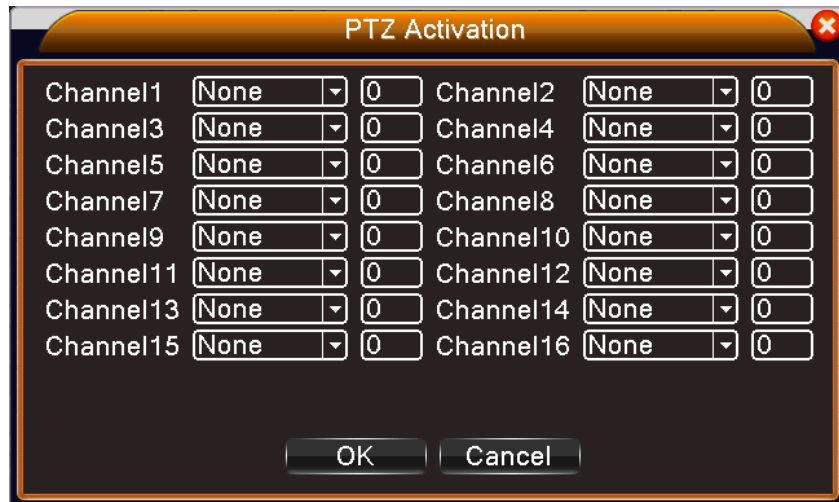 PTZ Activation
Channel1 None 0 Channel2 None 0
Channel3 None 0 Channel4 None 0
Channel5 None 0 Channel6 None 0
Channel7 None 0 Channel8 None 0
Channel9 None 0 Channel10 None 0
Channel11 None 0 Channel12 None 0
Channel13 None 0 Channel14 None 0
Channel15 None 0 Channel16 None 0
OK Cancel